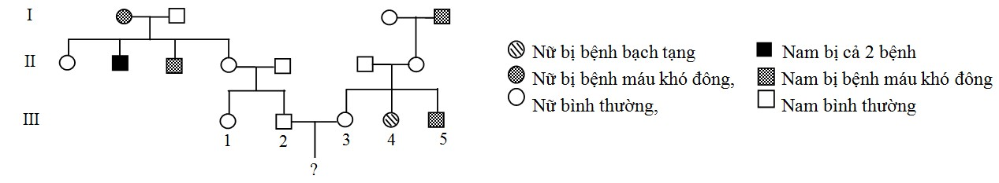 I
II
III
1 2 3 4 5
?
Nữ bị bệnh bạch tạng
Nữ bị bệnh máu khó đông,
Nữ bình thường,
Nam bị cả 2 bệnh
Nam bị bệnh máu khó đông
Nam bình thường